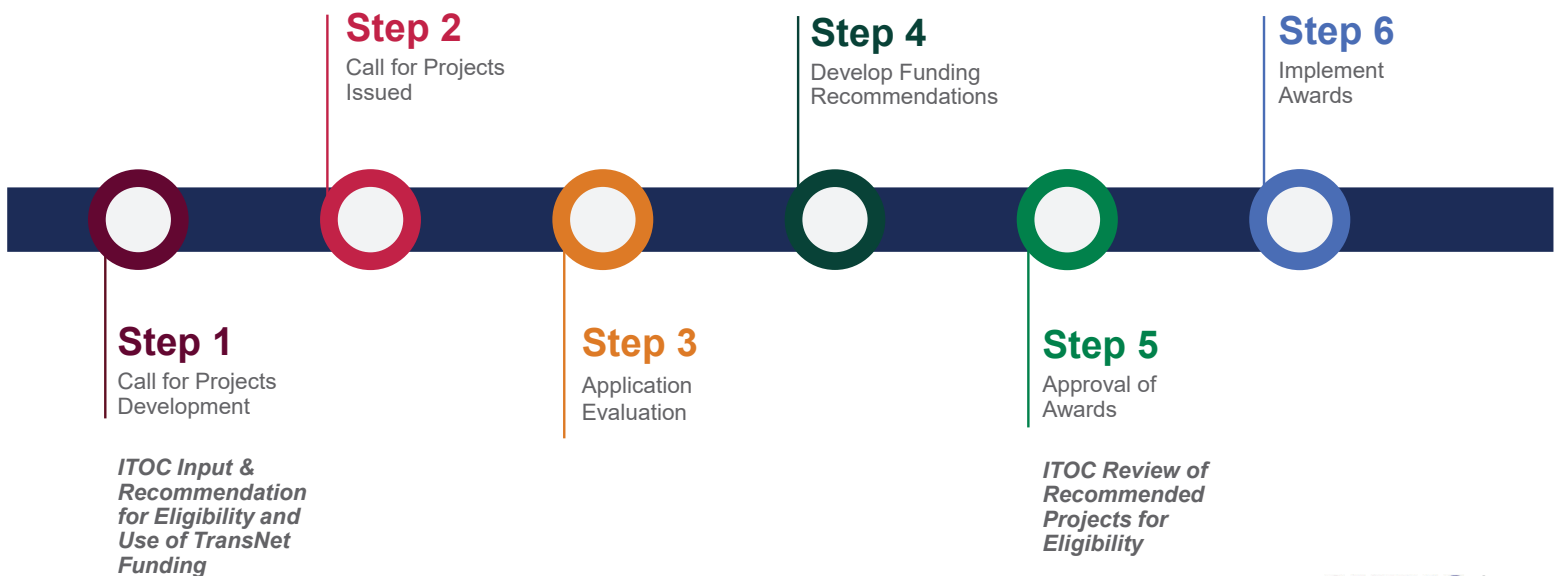 Step 1
Call for Projects
Development
ITOC Input &
Recommendation
for Eligibility and
Use of TransNet
Funding
Step 2
Call for Projects
Issued
Step 3
Application
Evaluation
Step 4
Develop Funding
Recommendations
Step 5
Approval of
Awards
ITOC Review of
Recommended
Projects for
Eligibility
Step 6
Implement
Awards